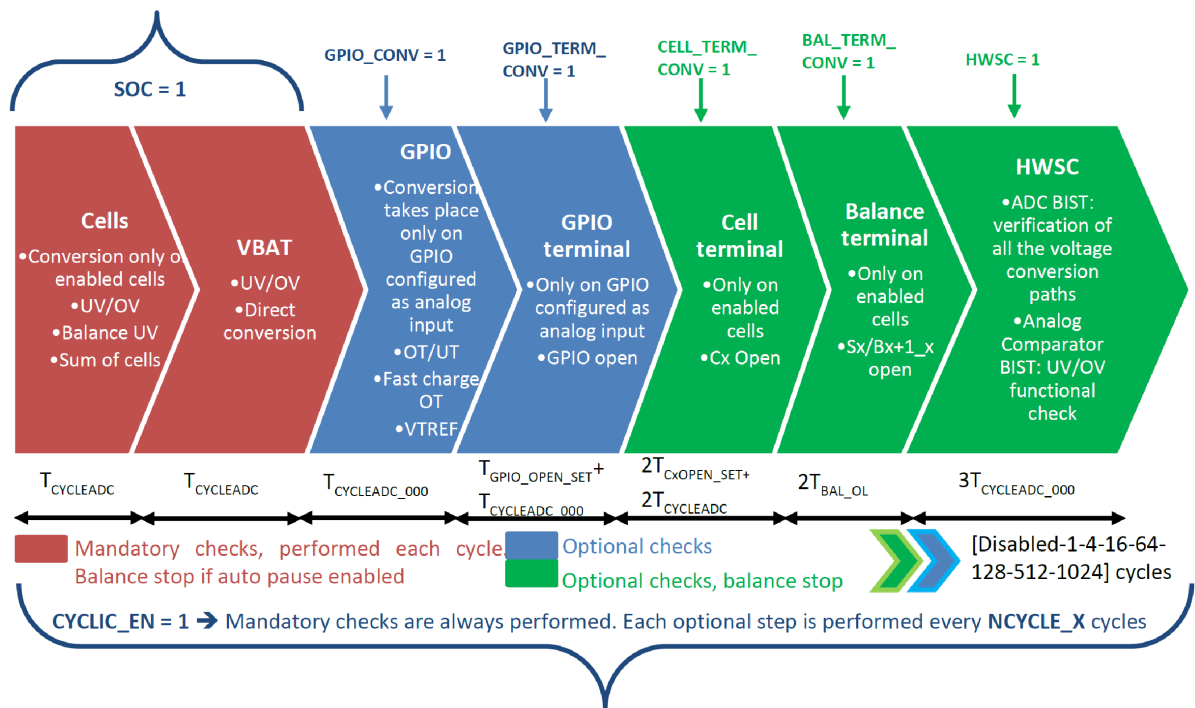 SOC = 1
GPIO_CONV = 1
GPIO_TERM_
CONV = 1
CELL_TERM_
CONV = 1
BAL_TERM_
CONV = 1
HWSC = 1
Cells
•Conversion only o
enabled cells
•UV/OV
•Balance UV
•Sum of cells
VBAT
•UV/OV
•Direct
conversion
GPIO
•Conversion
takes place
only on
GPIO
configured
as analog
input
•OT/UT
•Fast charge
OT
•VTREF
GPIO
terminal
•Only on GPIO
configured as
analog input
•GPIO open
Cell
terminal
•Only on
enabled
cells
•Cx Open
Balance
terminal
•Only on
enabled
cells
•Sx/Bx+1_x
open
HWSC
•ADC BIST:
verification of
all the voltage
conversion
paths
•Analog
Comparator
BIST: UV/OV
functional
check
TCYCLEADC
TCYCLEADC
TCYCLEADC_000
TGPIO_OPEN_SET+
TCYCLEADC_000
2TCxOPEN_SET+
2TCYCLEADC
2TBAL_OL
3TCYCLEADC_000
Mandatory checks, performed each cycle.
Balance stop if auto pause enabled
Optional checks
Optional checks, balance stop
[Disabled-1-4-16-64-
128-512-1024] cycles
CYCLIC_EN = 1 ➔ Mandatory checks are always performed. Each optional step is performed every NCYCLE_X cycles